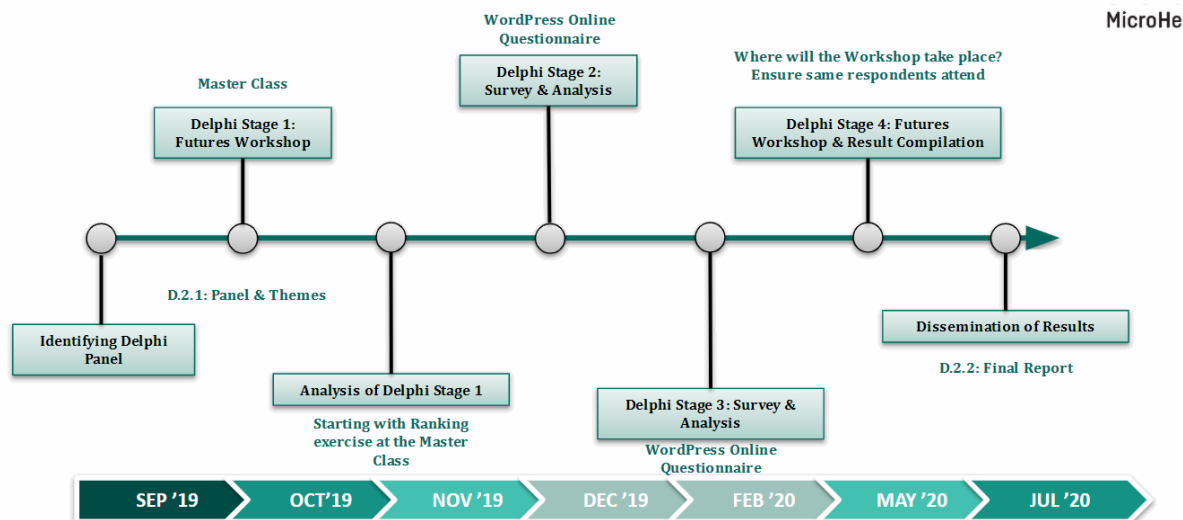 MicroHe
WordPress Online
Questionnaire
Delphi Stage 2:
Survey & Analysis
Where will the Workshop take place?
Ensure same respondents attend
Master Class
Delphi Stage 1:
Futures Workshop
Delphi Stage 4: Futures
Workshop & Result Compilation
D.2.1: Panel & Themes
Identifying Delphi
Panel
Dissemination of Results
D.2.2: Final Report
Analysis of Delphi Stage 1
Starting with Ranking
exercise at the Master
Class
Delphi Stage 3: Survey &
Analysis
WordPress Online
Questionnaire
SEP ’19
OCT’19
NOV ’19
DEC ’19
FEB ’20
MAY ’20
JUL ’20